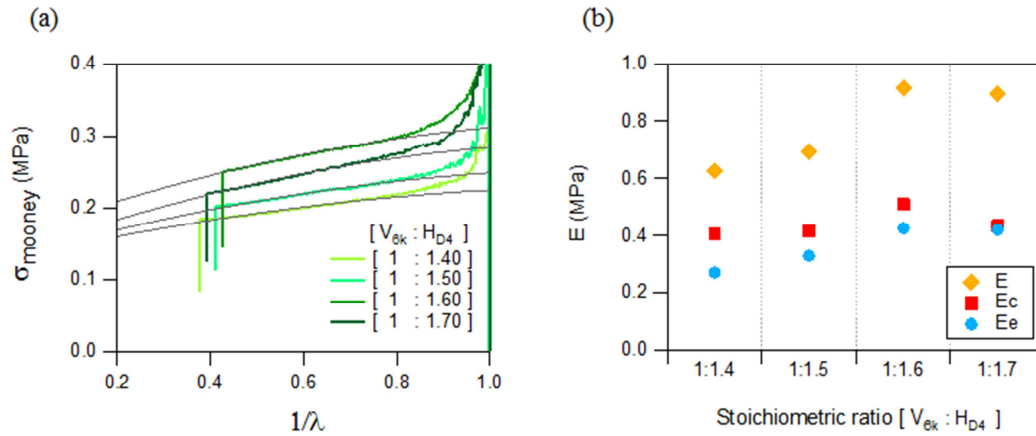 (a)
0.4
0.3
0.2
0.1
0.0
σmooney (MPa)
[ V6k : HD4 ]
[ 1 : 1.40 ]
[ 1 : 1.50 ]
[ 1 : 1.60 ]
[ 1 : 1.70 ]
0.2 0.4 0.6 0.8 1.0
1/λ
(b)
1.0
0.8
0.6
0.4
0.2
0.0
E (MPa)
E
Ec
Ee
1:1.4 1:1.5 1:1.6 1:1.7
Stoichiometric ratio [ V6k : HD4 ]